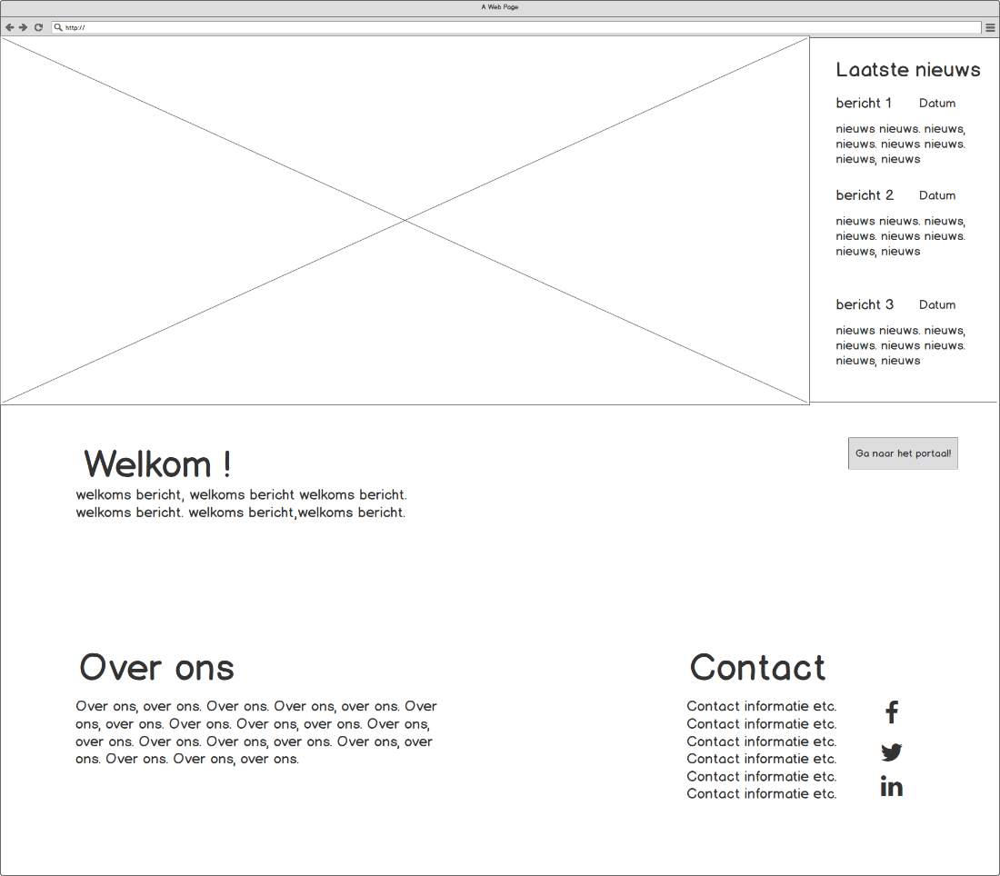 A Web Page
http://
Laatste nieuws
bericht 1 Datum
nieuws nieuws. nieuws,
nieuws. nieuws nieuws.
nieuws, nieuws
bericht 2 Datum
nieuws nieuws. nieuws,
nieuws. nieuws nieuws.
nieuws, nieuws
bericht 3 Datum
nieuws nieuws. nieuws,
nieuws. nieuws nieuws.
nieuws, nieuws
Welkom !
welkoms bericht, welkoms bericht welkoms bericht.
welkoms bericht. welkoms bericht,welkoms bericht.
Ga naar het portaal!
Over ons
Over ons, over ons. Over ons. Over ons, over ons. Over
ons, over ons. Over ons. Over ons, over ons. Over ons,
over ons. Over ons. Over ons, over ons. Over ons, over
ons. Over ons. Over ons, over ons.
Contact
Contact informatie etc.
Contact informatie etc.
Contact informatie etc.
Contact informatie etc.
Contact informatie etc.
Contact informatie etc.